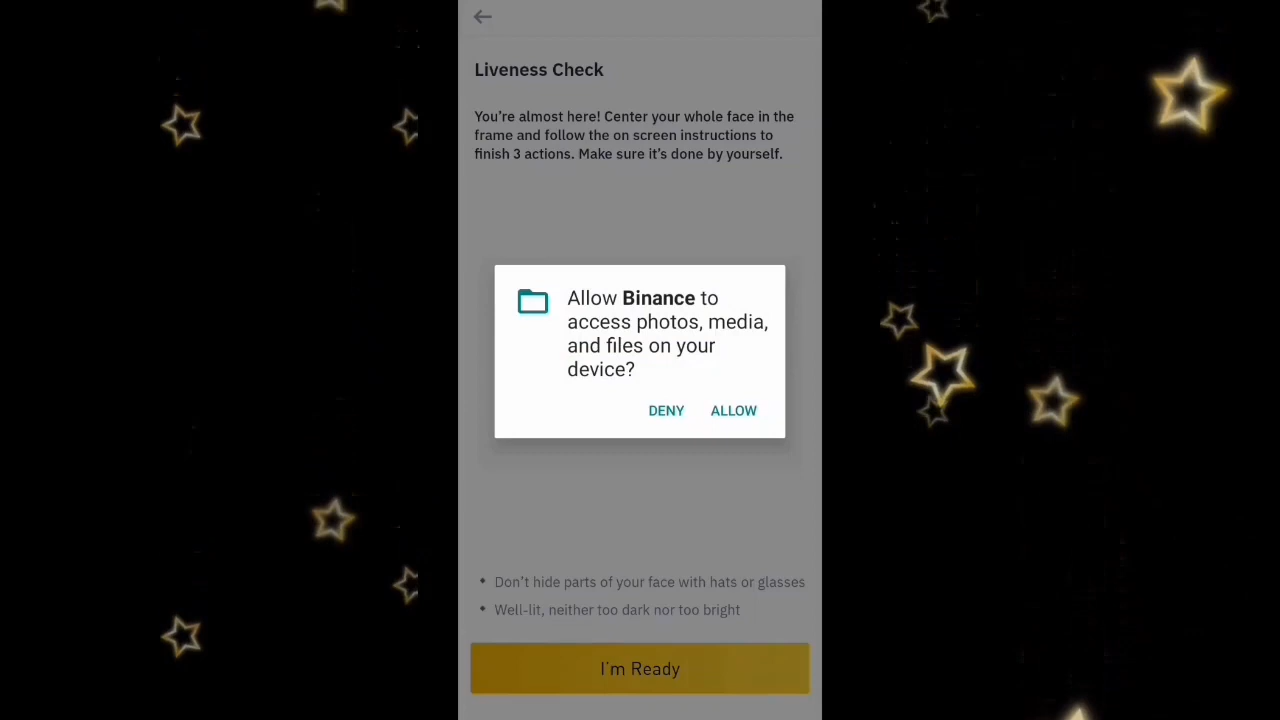 Liveness Check
You're almost here! Center your whole face in the
frame and follow the on screen instructions to
finish 3 actions. Make sure it's done by yourself.
Allow Binance to
access photos, media,
and files on your
device?
DENY ALLOW
• Don't hide parts of your face with hats or glasses
• Well-lit, neither too dark nor too bright
I'm Ready